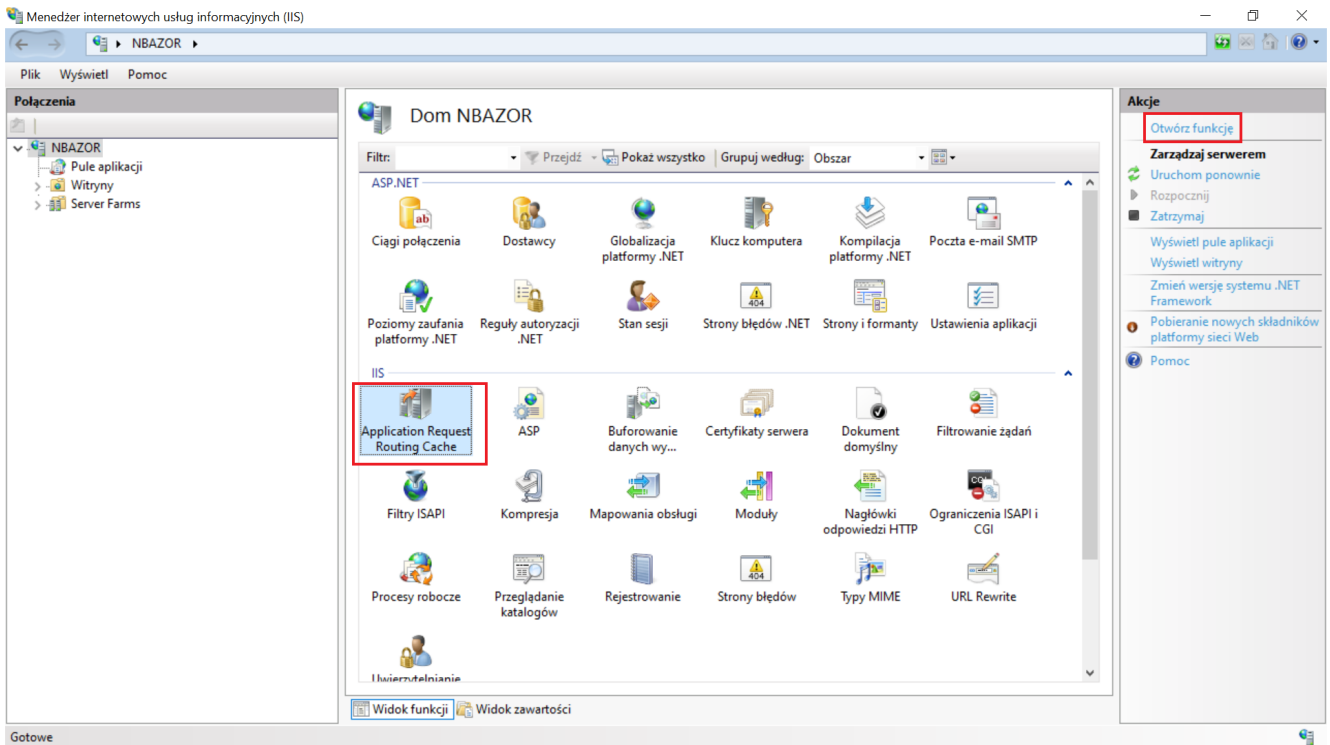 Menedżer internetowych usług informacyjnych (IIS)
NBAZOR
Plik Wyświetl Pomoc
Połączenia
NBAZOR
Pule aplikacji
Witryny
Server Farms
Dom NBAZOR
Filtr: Przejdź Pokaż wszystko Grupuj według: Obszar
ASP.NET
ab
Ciągi połączenia
Dostawcy
Globalizacja
platformy .NET
Klucz komputera
Kompilacja
platformy .NET
Poczta e-mail SMTP
Poziomy zaufania
platformy .NET
Reguły autoryzacji
.NET
Stan sesji
404
Strony błędów .NET
Strony i formanty
Ustawienia aplikacji
IIS
Application Request
Routing Cache
ASP
Buforowanie
danych wy...
Certyfikaty serwera
Dokument
domyślny
Filtrowanie żądań
Filtry ISAPI
Kompresja
Mapowania obsługi
Moduły
Nagłówki
odpowiedzi HTTP
Ograniczenia ISAPI i
CGI
Procesy robocze
Przeglądanie
katalogów
Rejestrowanie
404
Strony błędów
Typy MIME
URL Rewrite
Uwierzytelnianie
Widok funkcji Widok zawartości
Akcje
Otwórz funkcję
Zarządzaj serwerem
Uruchom ponownie
Rozpocznij
Zatrzymaj
Wyświetl pule aplikacji
Wyświetl witryny
Zmień wersję systemu .NET
Framework
Pobieranie nowych składników
platformy sieci Web
Pomoc
Gotowe